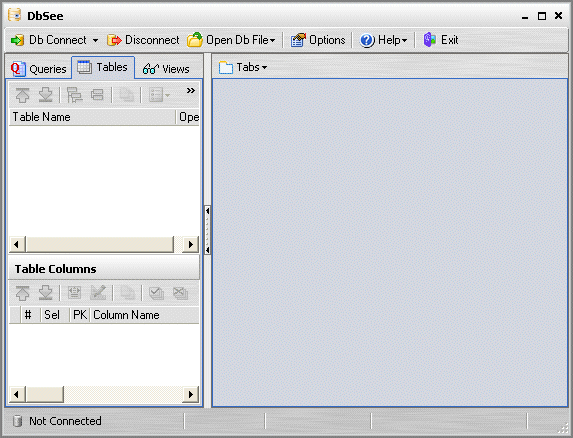 DbSee
Db Connect Disconnect Open Db File Options Help Exit
Queries Tables Views Tabs
»
Table Name Ope
Table Columns
# Sel PK Column Name
Not Connected